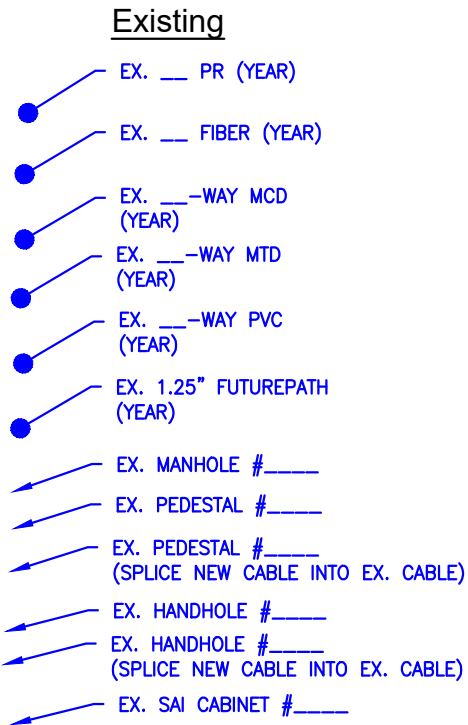 Existing
EX. __ PR (YEAR)
EX. __ FIBER (YEAR)
EX. __-WAY MCD
(YEAR)
EX. __-WAY MTD
(YEAR)
EX. __-WAY PVC
(YEAR)
EX. 1.25" FUTUREPATH
(YEAR)
EX. MANHOLE #____
EX. PEDESTAL #____
EX. PEDESTAL #____
(SPLICE NEW CABLE INTO EX. CABLE)
EX. HANDHOLE #____
EX. HANDHOLE #____
(SPLICE NEW CABLE INTO EX. CABLE)
EX. SAI CABINET #____